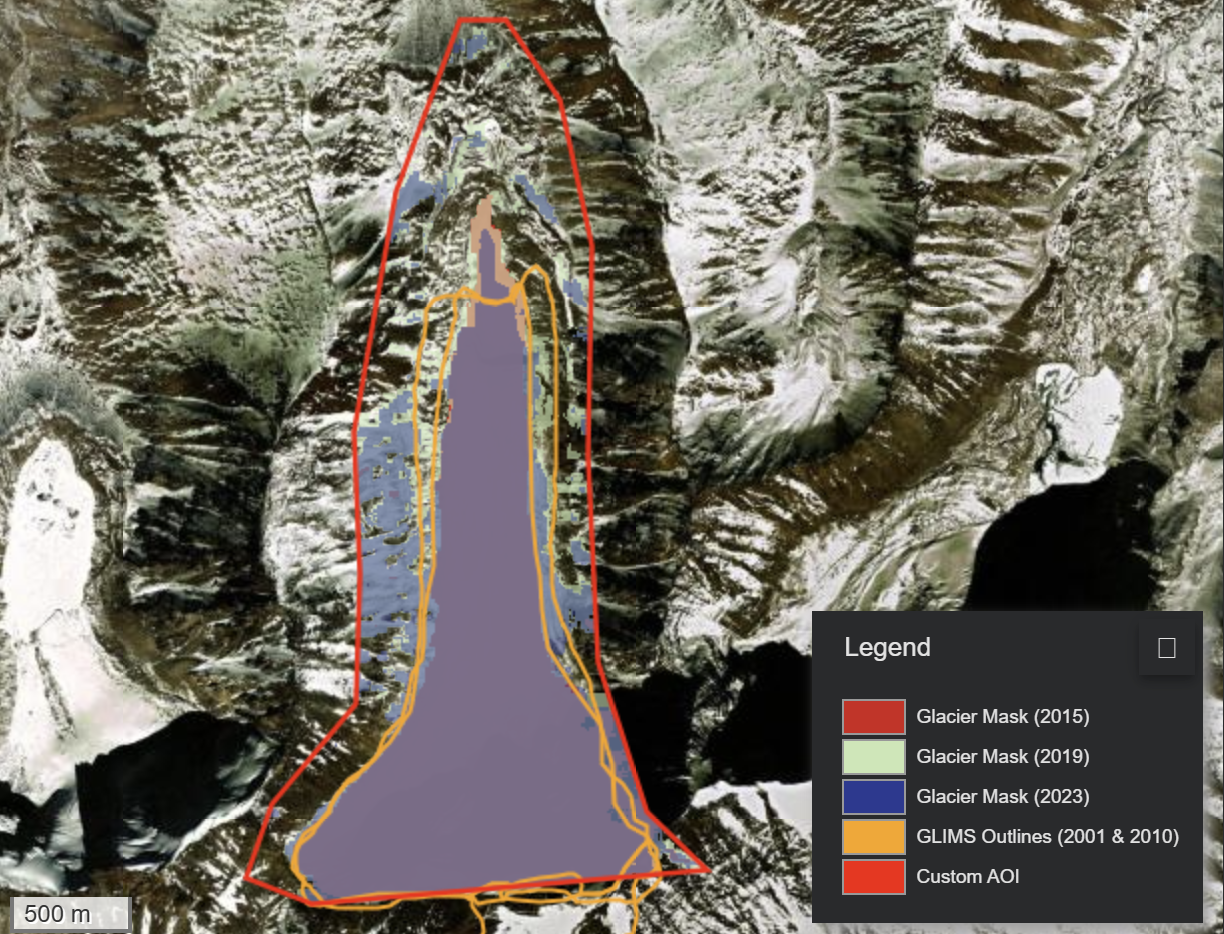 Legend
Glacier Mask (2015)
Glacier Mask (2019)
Glacier Mask (2023)
GLIMS Outlines (2001 & 2010)
Custom AOI
500 m